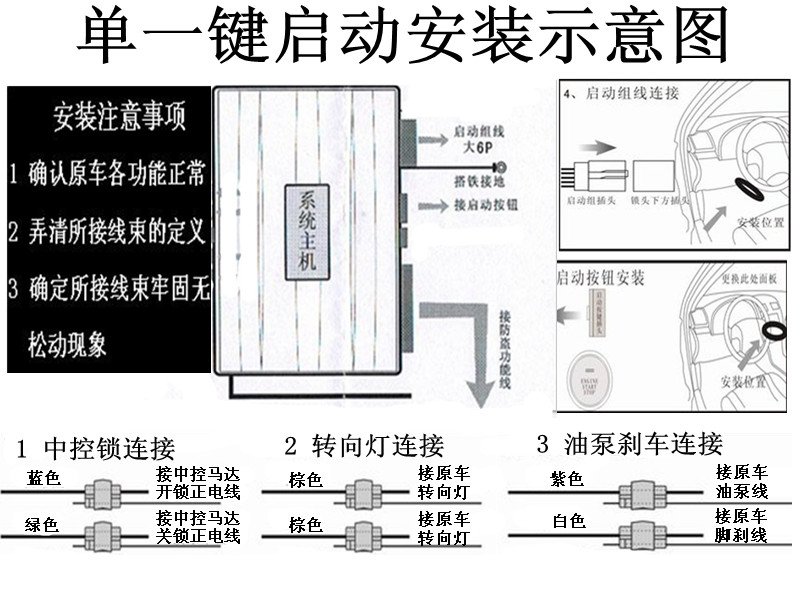 单一键启动安装示意图
安装注意事项
1 确认原车各功能正常
2 弄清所接线束的定义
3 确定所接线束牢固无
松动现象
系统主机
启动组线
大6P
搭铁接地
接启动按钮
接防盗功能线
4、启动组线连接
启动组插头
锁头下方插头
安装位置
启动按钮安装
更换此处面板
启动按键插头
ENGINE
START
STOP
安装位置
1 中控锁连接
蓝色
接中控马达
开锁正电线
绿色
接中控马达
关锁正电线
2 转向灯连接
棕色
接原车
转向灯
棕色
接原车
转向灯
3 油泵刹车连接
紫色
接原车
油泵线
白色
接原车
脚刹线